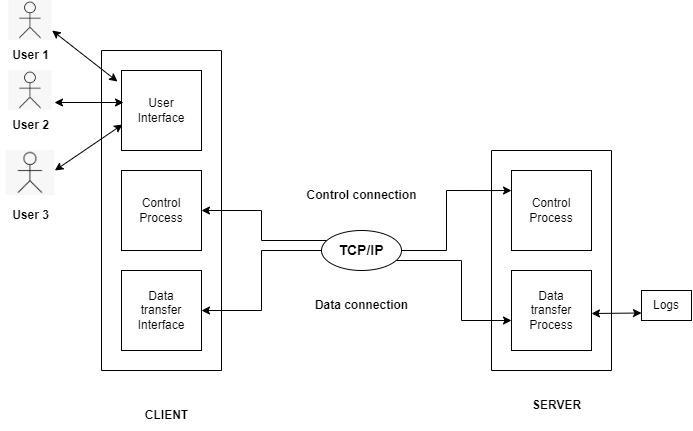 User 1
User 2
User 3
User
Interface
Control
Process
Data
transfer
Interface
CLIENT
Control connection
TCP/IP
Data connection
Control
Process
Data
transfer
Process
Logs
SERVER